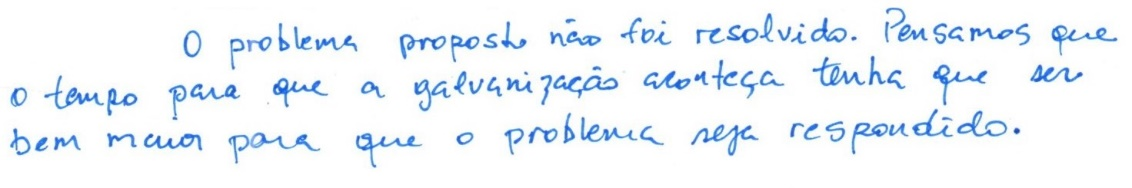 O problema proposto não foi resolvido. Pensamos que
o tempo para que a galvanização aconteça tenha que ser
bem maior para que o problema seja respondido.